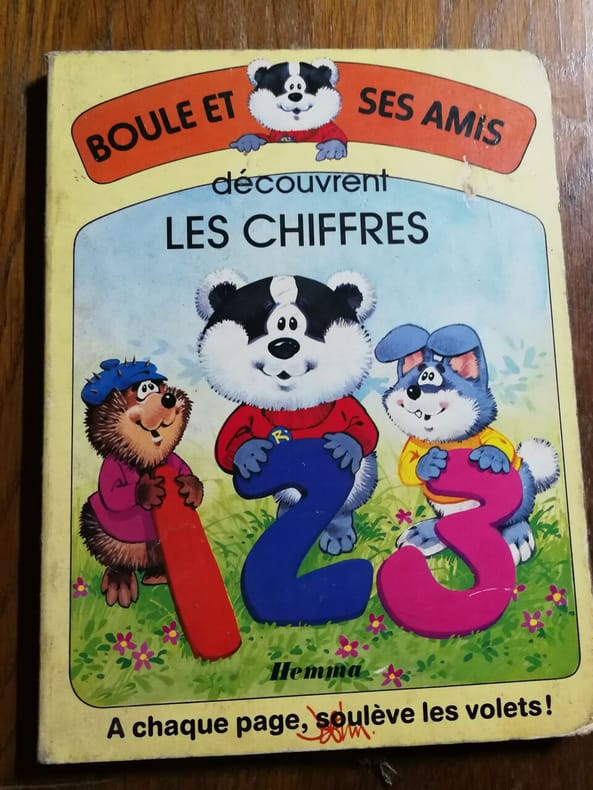 BOULE ET SES AMIS
découvrent
LES CHIFFRES
B
1 2 3
Hemma
A chaque page, soulève les volets!